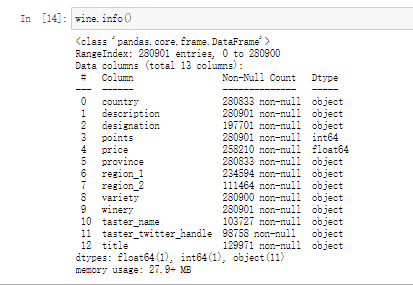 In [14]: wine.info()
<class 'pandas.core.frame.DataFrame'>
RangeIndex: 280901 entries, 0 to 280900
Data columns (total 13 columns):
 #   Column                 Non-Null Count   Dtype
---  ------                 --------------   -----
 0   country                280833 non-null  object
 1   description            280901 non-null  object
 2   designation            197701 non-null  object
 3   points                 280901 non-null  int64
 4   price                  258210 non-null  float64
 5   province               280833 non-null  object
 6   region_1               234594 non-null  object
 7   region_2               111464 non-null  object
 8   variety                280900 non-null  object
 9   winery                 280901 non-null  object
 10  taster_name            103727 non-null  object
 11  taster_twitter_handle  98758 non-null   object
 12  title                  129971 non-null  object
dtypes: float64(1), int64(1), object(11)
memory usage: 27.9+ MB